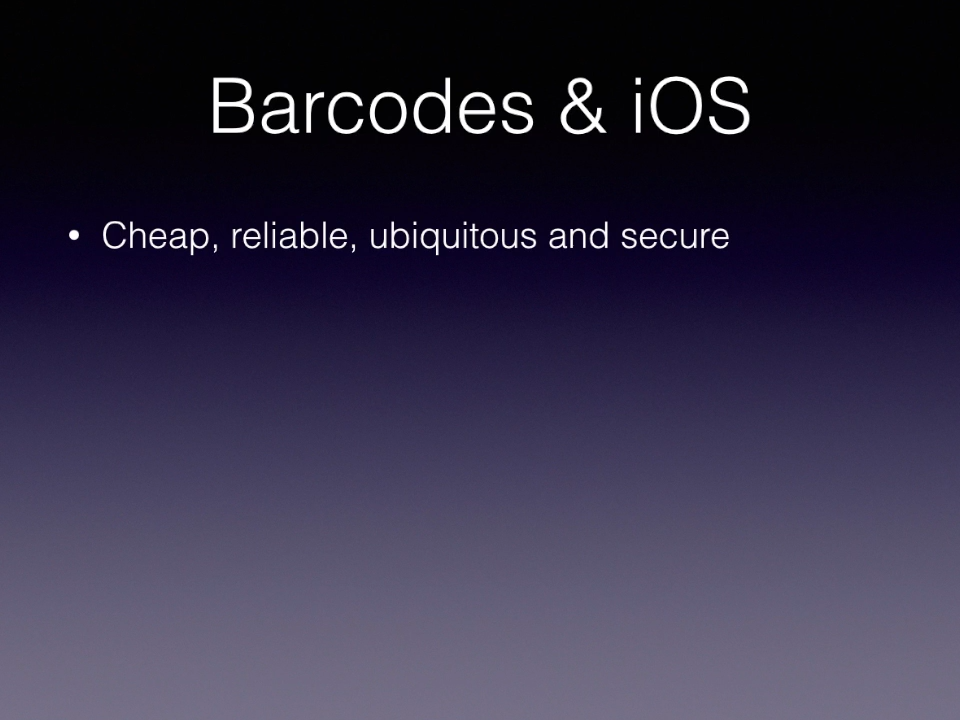 Barcodes & iOS
• Cheap, reliable, ubiquitous and secure